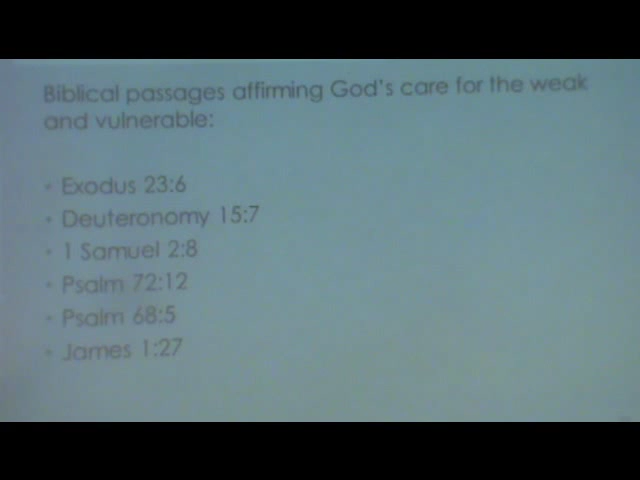 Biblical passages affirming God's care for the weak
and vulnerable:
• Exodus 23:6
• Deuteronomy 15:7
• 1 Samuel 2:8
• Psalm 72:12
• Psalm 68:5
• James 1:27